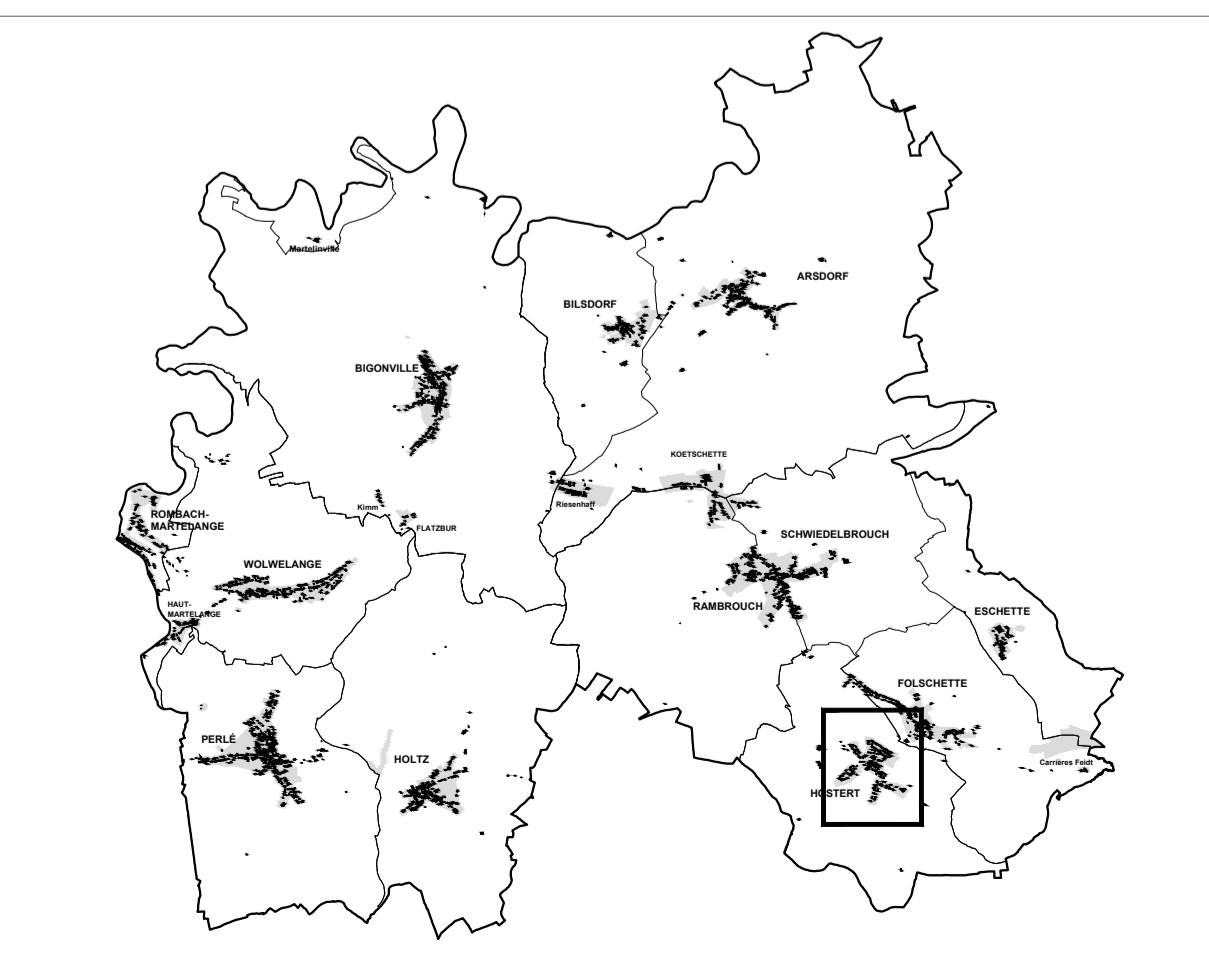 Martelinville
ARSDORF
BILSDORF
BIGONVILLE
KOETSCHETTE
Riesenhaff
Kimm
FLATZBUR
ROMBACH-
MARTELANGE
SCHWIEDELBROUCH
WOLWELANGE
HAUT-
MARTELANGE
RAMBROUCH
ESCHETTE
FOLSCHETTE
PERLÉ
HOLTZ
Carrières Feidt
HOSTERT